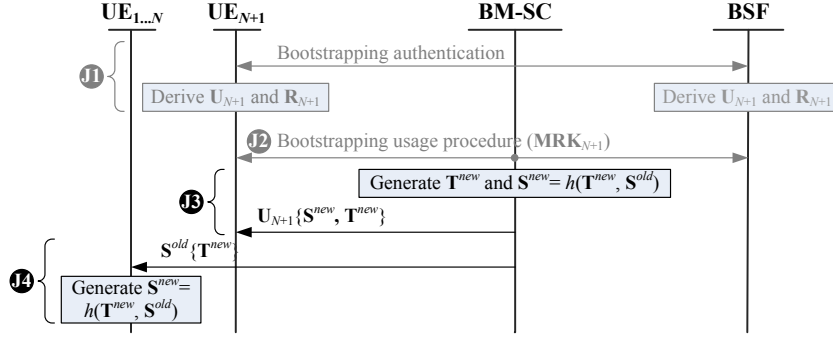 UE1...N UEN+1 BM-SC BSF
Bootstrapping authentication
J1
Derive UN+1 and RN+1 Derive UN+1 and RN+1
J2 Bootstrapping usage procedure (MRKN+1)
Generate Tnew and Snew= h(Tnew, Sold)
J3
UN+1{Snew, Tnew}
Sold{Tnew}
J4
Generate Snew=
h(Tnew, Sold)